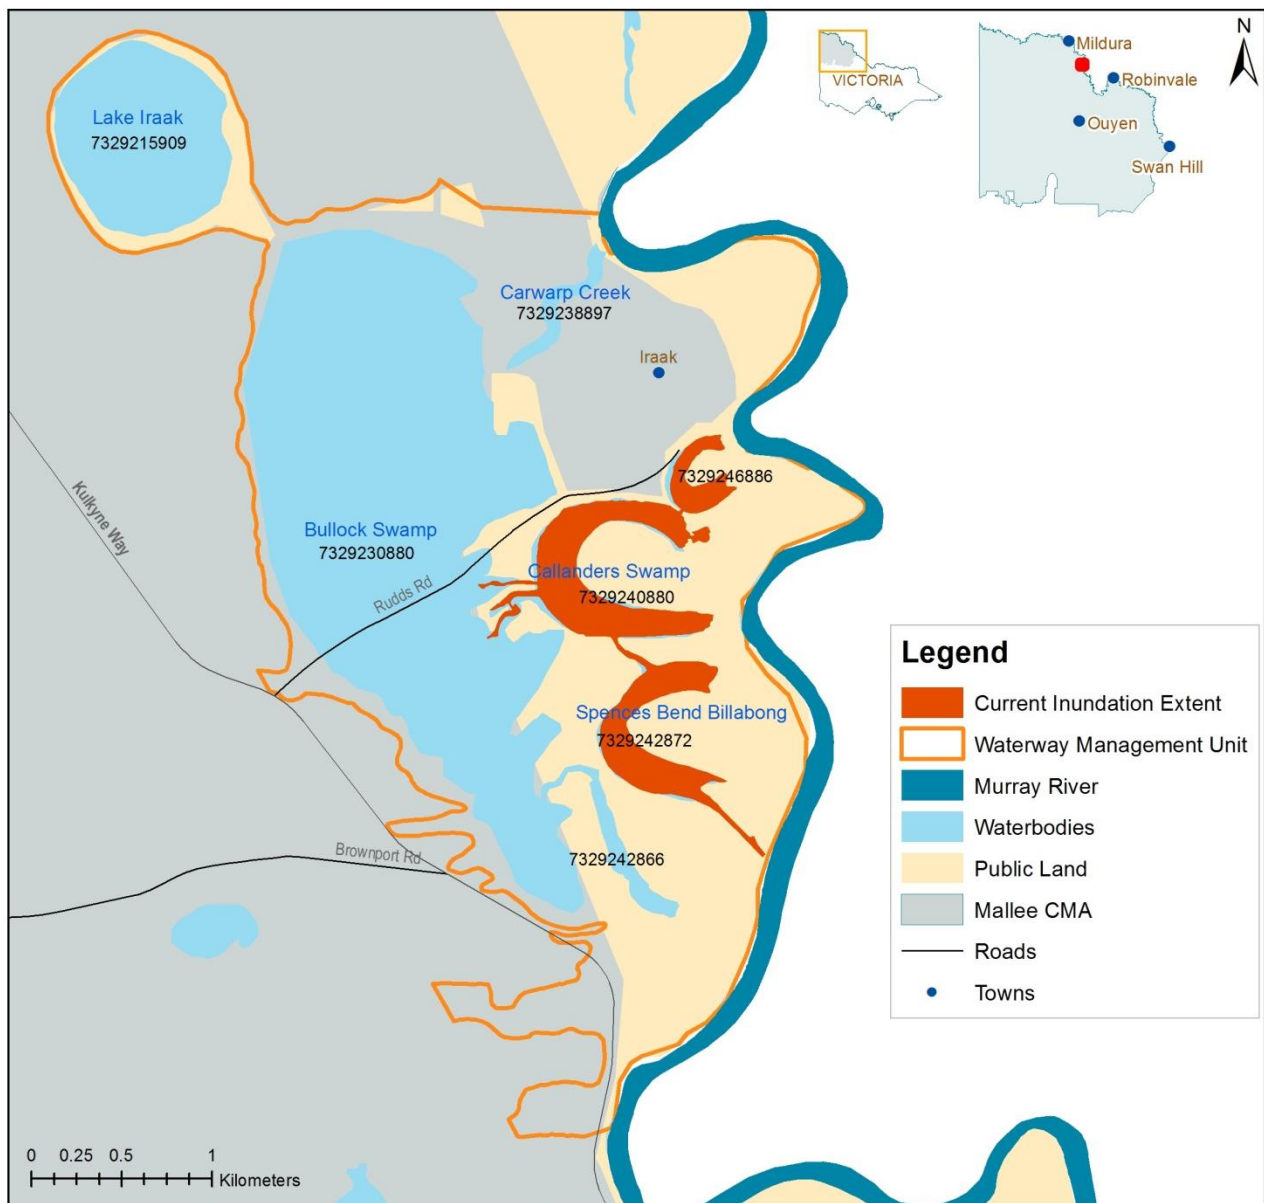 N
Mildura
VICTORIA
Robinvale
Ouyen
Swan Hill
Lake Iraak
7329215909
Carwarp Creek
7329238897
Iraak
7329246886
Kulkyne Way
Bullock Swamp
7329230880
Rudds Rd
Callanders Swamp
7329240880
Spences Bend Billabong
7329242872
Brownport Rd
7329242866
Legend
Current Inundation Extent
Waterway Management Unit
Murray River
Waterbodies
Public Land
Mallee CMA
Roads
Towns
0 0.25 0.5 1
Kilometers